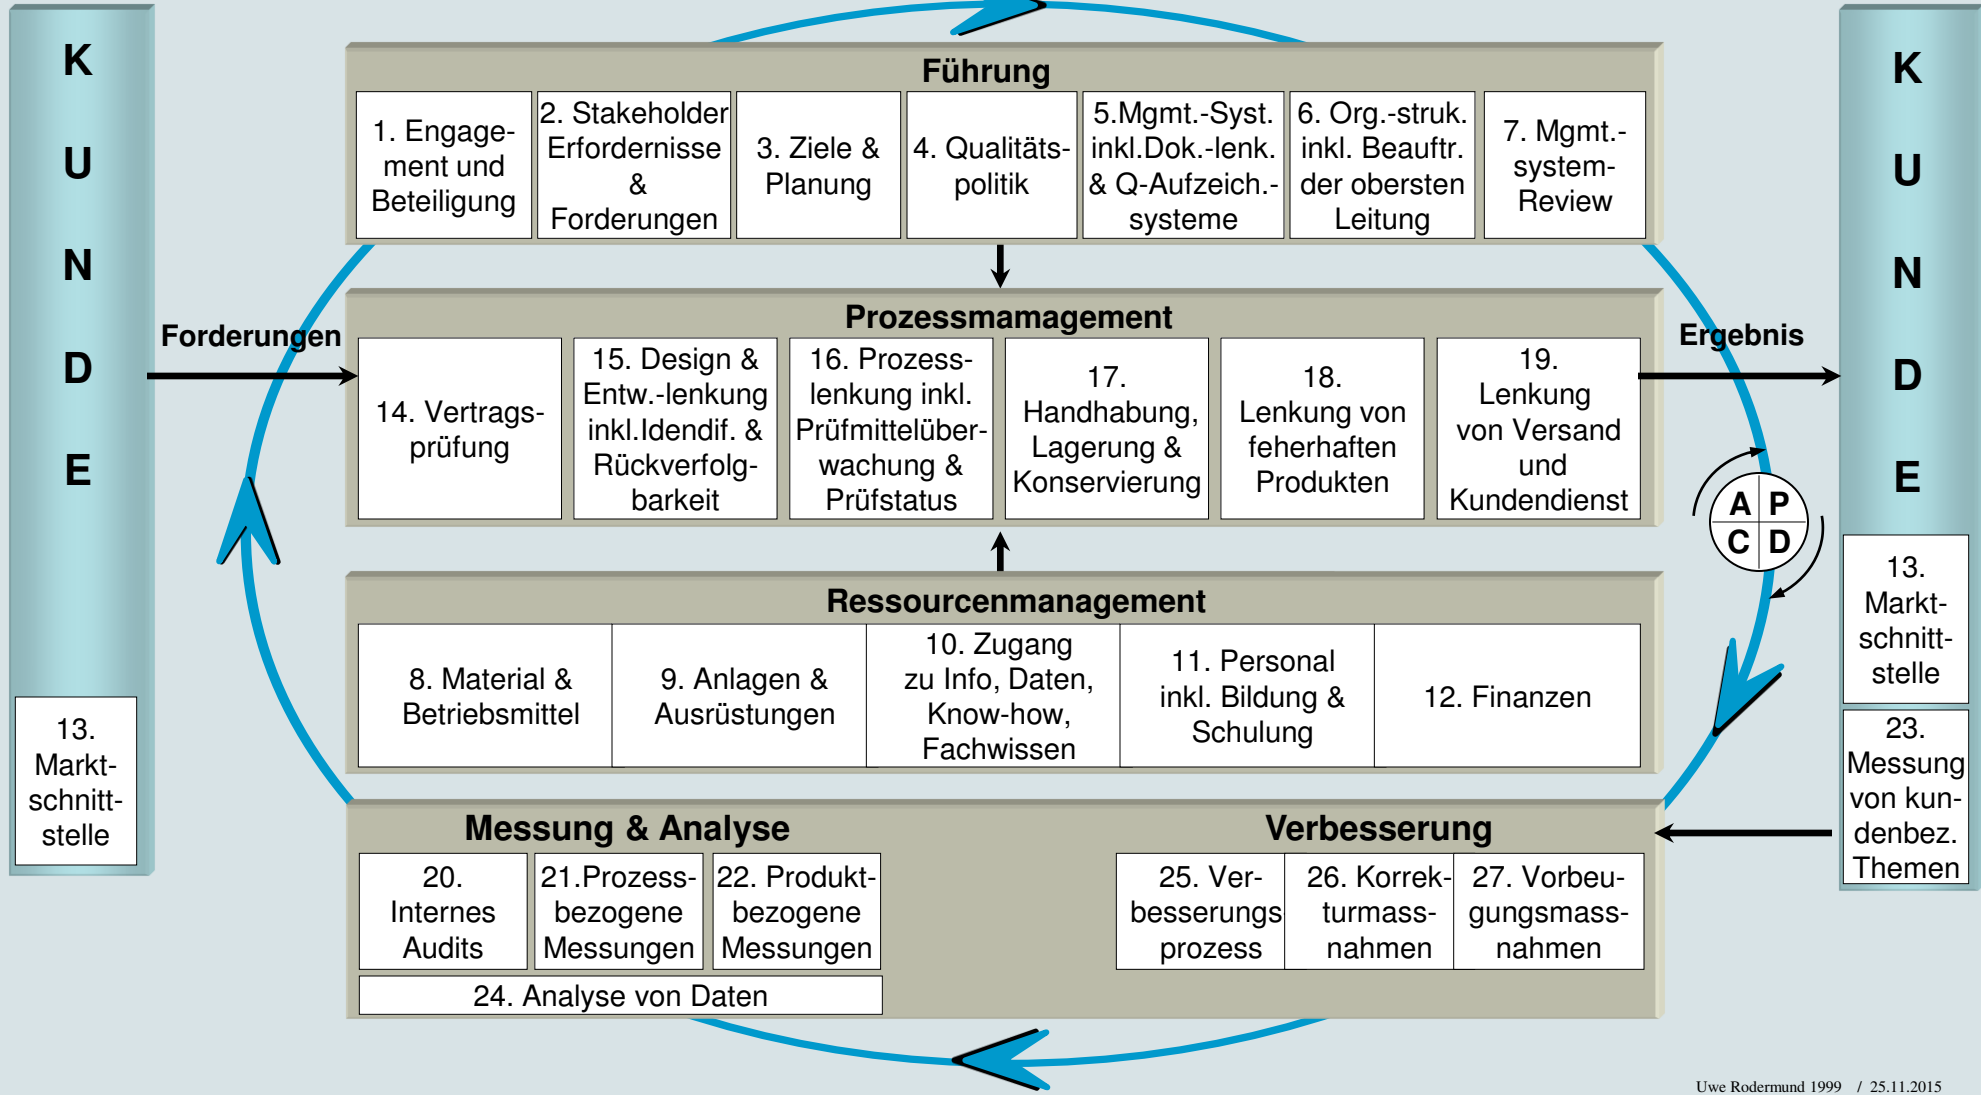 K
U
N
D
E
13.
Markt-
schnitt-
stelle
Forderungen
Führung
1. Engage-
ment und
Beteiligung
2. Stakeholder
Erfordernisse
&
Forderungen
3. Ziele &
Planung
4. Qualitäts-
politik
5.Mgmt.-Syst.
inkl.Dok.-lenk.
& Q-Aufzeich.-
systeme
6. Org.-struk.
inkl. Beauftr.
der obersten
Leitung
7. Mgmt.-
system-
Review
Prozessmamagement
14. Vertrags-
prüfung
15. Design &
Entw.-lenkung
inkl.Idendif. &
Rückverfolg-
barkeit
16. Prozess-
lenkung inkl.
Prüfmittelüber-
wachung &
Prüfstatus
17.
Handhabung,
Lagerung &
Konservierung
18.
Lenkung von
feherhaften
Produkten
19.
Lenkung
von Versand
und
Kundendienst
Ressourcenmanagement
8. Material &
Betriebsmittel
9. Anlagen &
Ausrüstungen
10. Zugang
zu Info, Daten,
Know-how,
Fachwissen
11. Personal
inkl. Bildung &
Schulung
12. Finanzen
Messung & Analyse
20.
Internes
Audits
21.Prozess-
bezogene
Messungen
22. Produkt-
bezogene
Messungen
24. Analyse von Daten
Verbesserung
25. Ver-
besserungs
prozess
26. Korrek-
turmass-
nahmen
27. Vorbeu-
gungsmass-
nahmen
Ergebnis
A P
C D
K
U
N
D
E
13.
Markt-
schnitt-
stelle
23.
Messung
von kun-
denbez.
Themen
Uwe Rodermund 1999 / 25.11.2015